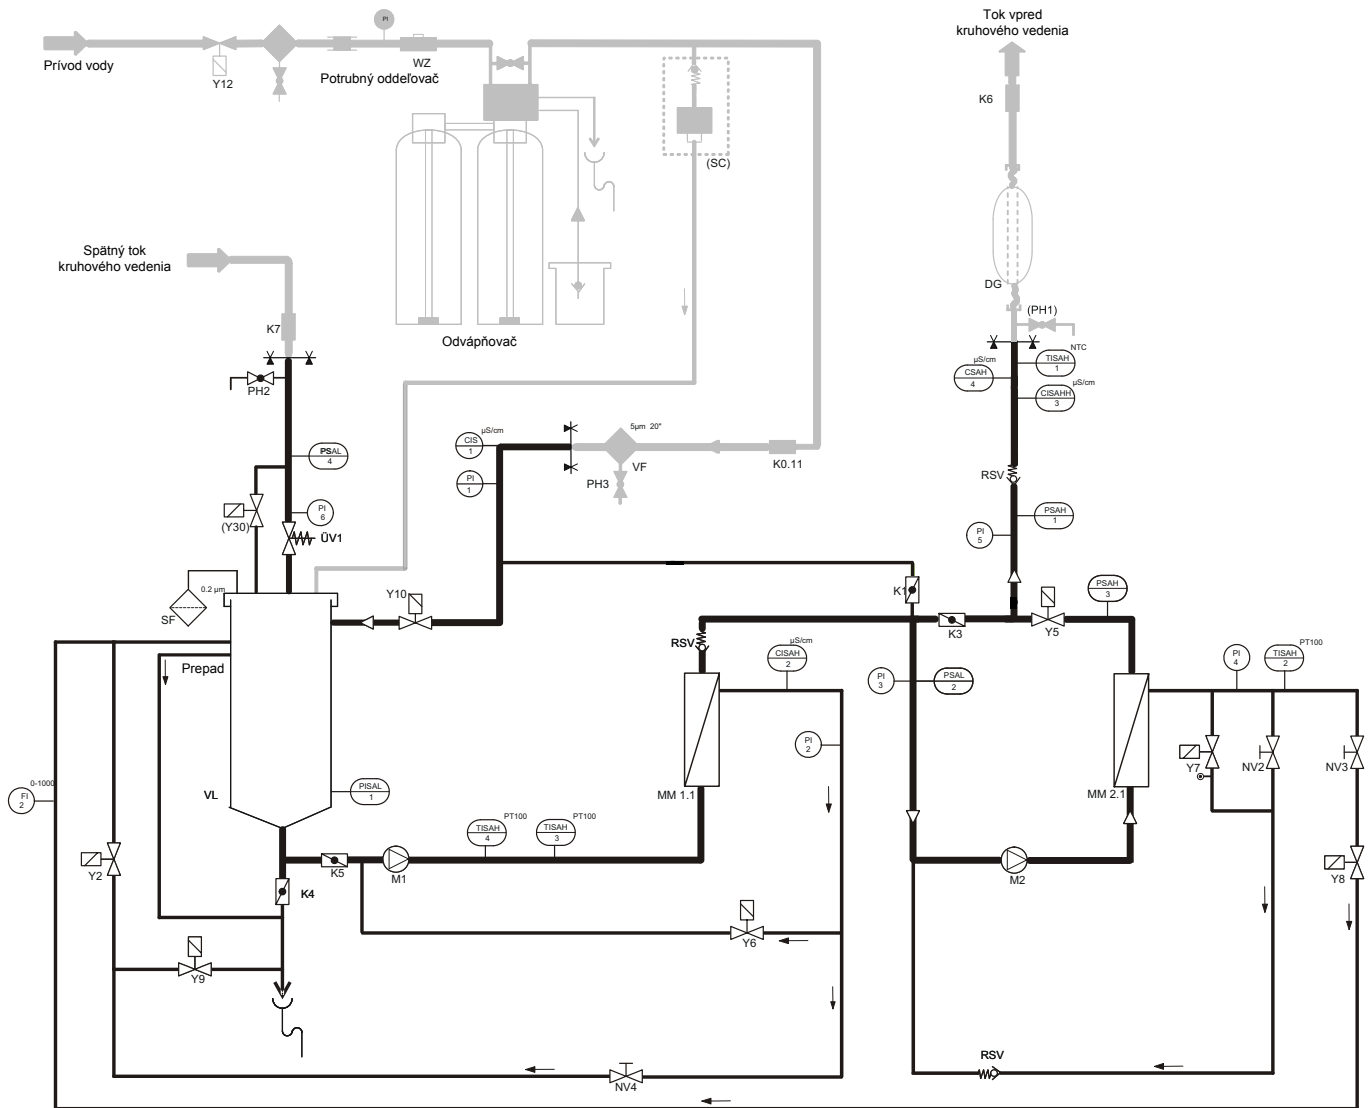 Tok vpred
kruhového vedenia
PI
Prívod vody
Y12
Potrubný oddeľovač
WZ
K6
(SC)
Spätný tok
kruhového vedenia
K7
Odvápňovač
DG
(PH1)
NTC
TISAH
1
µS/cm
CSAH
4
µS/cm
CISAHH
3
PH2
PSAL
4
CIS
1
µS/cm
5µm 20"
VF
K0.11
PH3
PI
1
RSV
PI
6
(Y30)
ÜV1
PSAH
1
PI
5
0.2 µm
SF
Y10
K1
PSAH
3
K3
Y5
RSV
µS/cm
CISAH
2
Prepad
PI
3
PSAL
2
PI
4
TISAH
2
PT100
PI
2
Y7
NV2
NV3
0-1000
FI
2
VL
PISAL
1
MM 1.1
MM 2.1
TISAH
4
PT100
TISAH
3
PT100
Y2
K5
M1
M2
Y8
K4
Y6
Y9
RSV
NV4